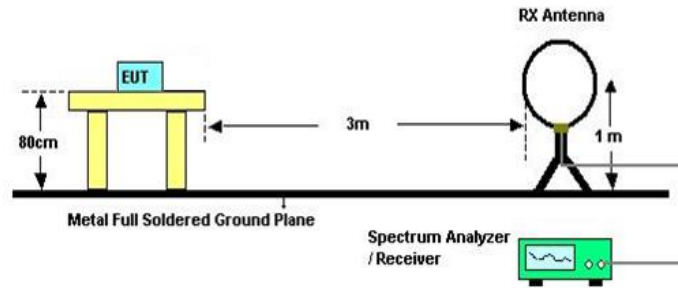 RX Antenna
EUT
3m
80cm
1 m
Metal Full Soldered Ground Plane
Spectrum Analyzer
/ Receiver